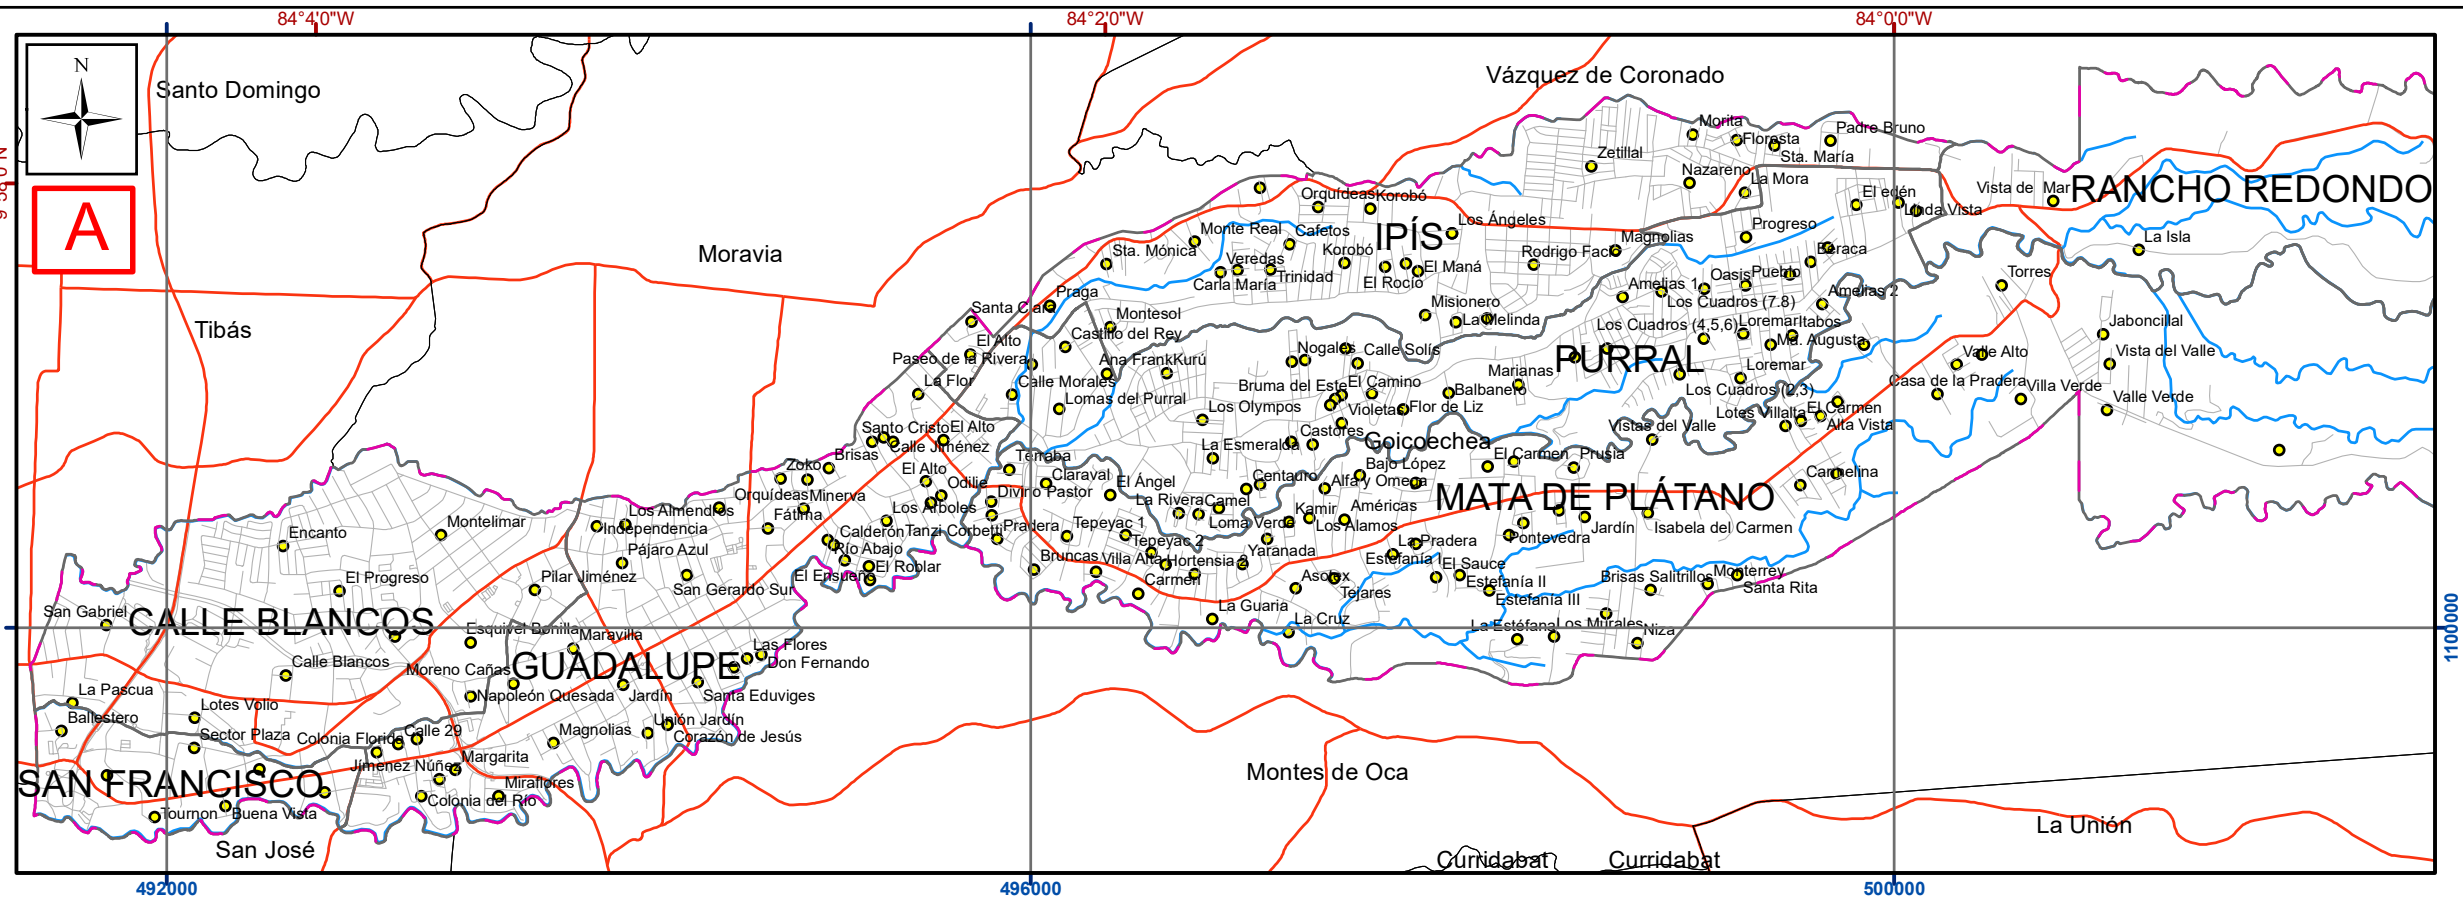 84°4'0"W
84°2'0"W
84°0'0"W
N
A
Santo Domingo
Vázquez de Coronado
Moravia
Tibás
Montes de Oca
San José
Curridabat
Curridabat
La Unión
Goicoechea
RANCHO REDONDO
IPÍS
PURRAL
MATA DE PLÁTANO
CALLE BLANCOS
GUADALUPE
SAN FRANCISCO
Morita
Floresta
Padre Bruno
Sta. María
Zetillal
Nazareno
La Mora
El edén
Linda Vista
Vista de Mar
Orquídeas
Korobó
Los Ángeles
Monte Real
Cafetos
Korobó
Magnolias
Progreso
Rodrigo Facio
Beraca
La Isla
Sta. Mónica
Veredas
Trinidad
Carla María
El Maná
El Rocío
Oasis
Pueblo
Torres
Amelias 1
Amelias 2
Los Cuadros (7.8)
Praga
Santa Clara
Montesol
Misionero
La Melinda
Los Cuadros (4,5,6)
Loremar
Itabos
Jaboncillal
Castillo del Rey
El Alto
Md. Augusta
Paseo de la Rivera
Ana Frank
Kurú
Nogales
Calle Solís
Valle Alto
Vista del Valle
Marianas
Loremar
La Flor
Calle Morales
Bruma del Este
El Camino
Balbanero
Los Cuadros (2,3)
Casa de la Pradera
Villa Verde
Lomas del Purral
Los Olympos
Violetas
Flor de Liz
Lotes Villalta
El Carmen
Valle Verde
Santo Cristo
El Alto
Castores
Vistas del Valle
Alta Vista
Calle Jiménez
La Esmeralda
Brisas
Terraba
El Carmen
Prusia
Zoko
El Alto
Claraval
Centauro
Bajo López
Carmelina
Odilie
El Ángel
Alfa y Omega
Orquídeas
Minerva
Divino Pastor
La Rivera
Camel
Los Almendros
Fátima
Los Árboles
Kamir
Américas
Montelimar
Independencia
Calderón
Tanzi Corbetti
Pradera
Tepeyac 1
Loma Verde
Los Alamos
Jardín
Isabela del Carmen
Encanto
Pájaro Azul
Río Abajo
Tepeyac 2
Yaranada
La Pradera
Pontevedra
El Progreso
Pilar Jiménez
El Roblar
El Ensueño
Bruncas
Villa Alta
Hortensia 2
Estefanía I
El Sauce
San Gerardo Sur
Carmen
Asotex
Estefanía II
Brisas Salitrillos
Monterrey
Tejares
Santa Rita
San Gabriel
La Guaria
Estefanía III
La Cruz
La Estéfana
Los Murales
Niza
Esquivel Bonilla
Maravilla
Las Flores
Calle Blancos
Moreno Cañas
Don Fernando
La Pascua
Napoleón Quesada
Jardín
Santa Eduviges
Ballestero
Lotes Volio
Unión Jardín
Sector Plaza
Colonia Florida
Calle 29
Magnolias
Corazón de Jesús
Jímenez Núñez
Margarita
Miraflores
Colonia del Río
Tournon
Buena Vista
1100000
492000
496000
500000